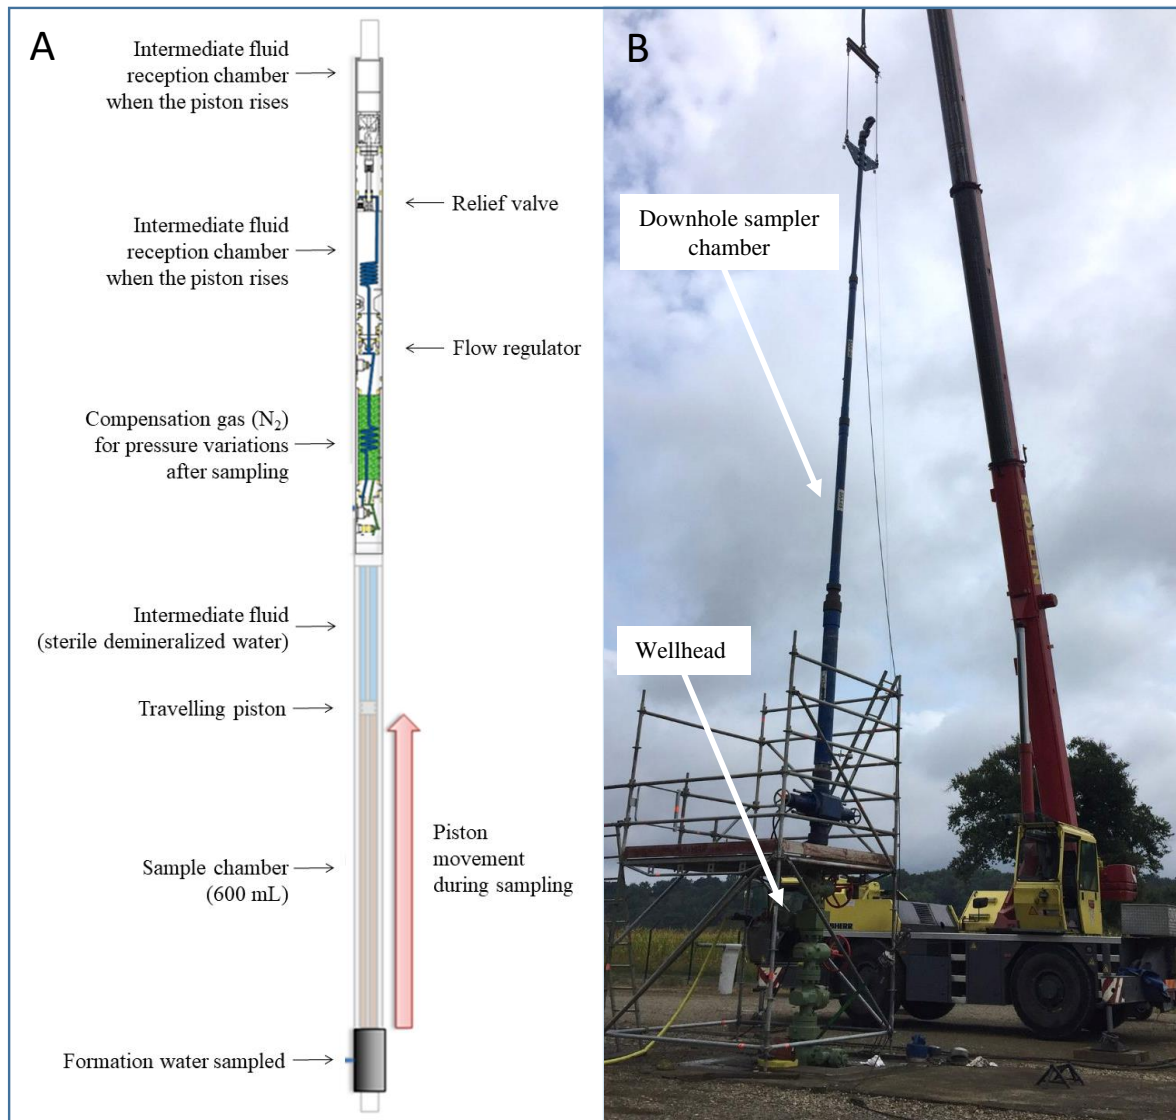 A
Intermediate fluid
reception chamber
when the piston rises
Relief valve
Intermediate fluid
reception chamber
when the piston rises
Flow regulator
Compensation gas (N₂)
for pressure variations
after sampling
Intermediate fluid
(sterile demineralized water)
Travelling piston
Sample chamber
(600 mL)
Piston
movement
during sampling
Formation water sampled
B
Downhole sampler
chamber
Wellhead